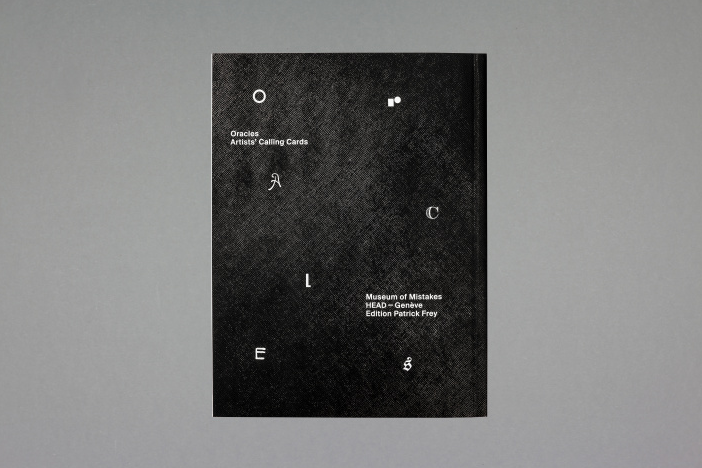 O r
Oracles
Artists' Calling Cards
A
C
L
Museum of Mistakes
HEAD – Genève
Edition Patrick Frey
E s